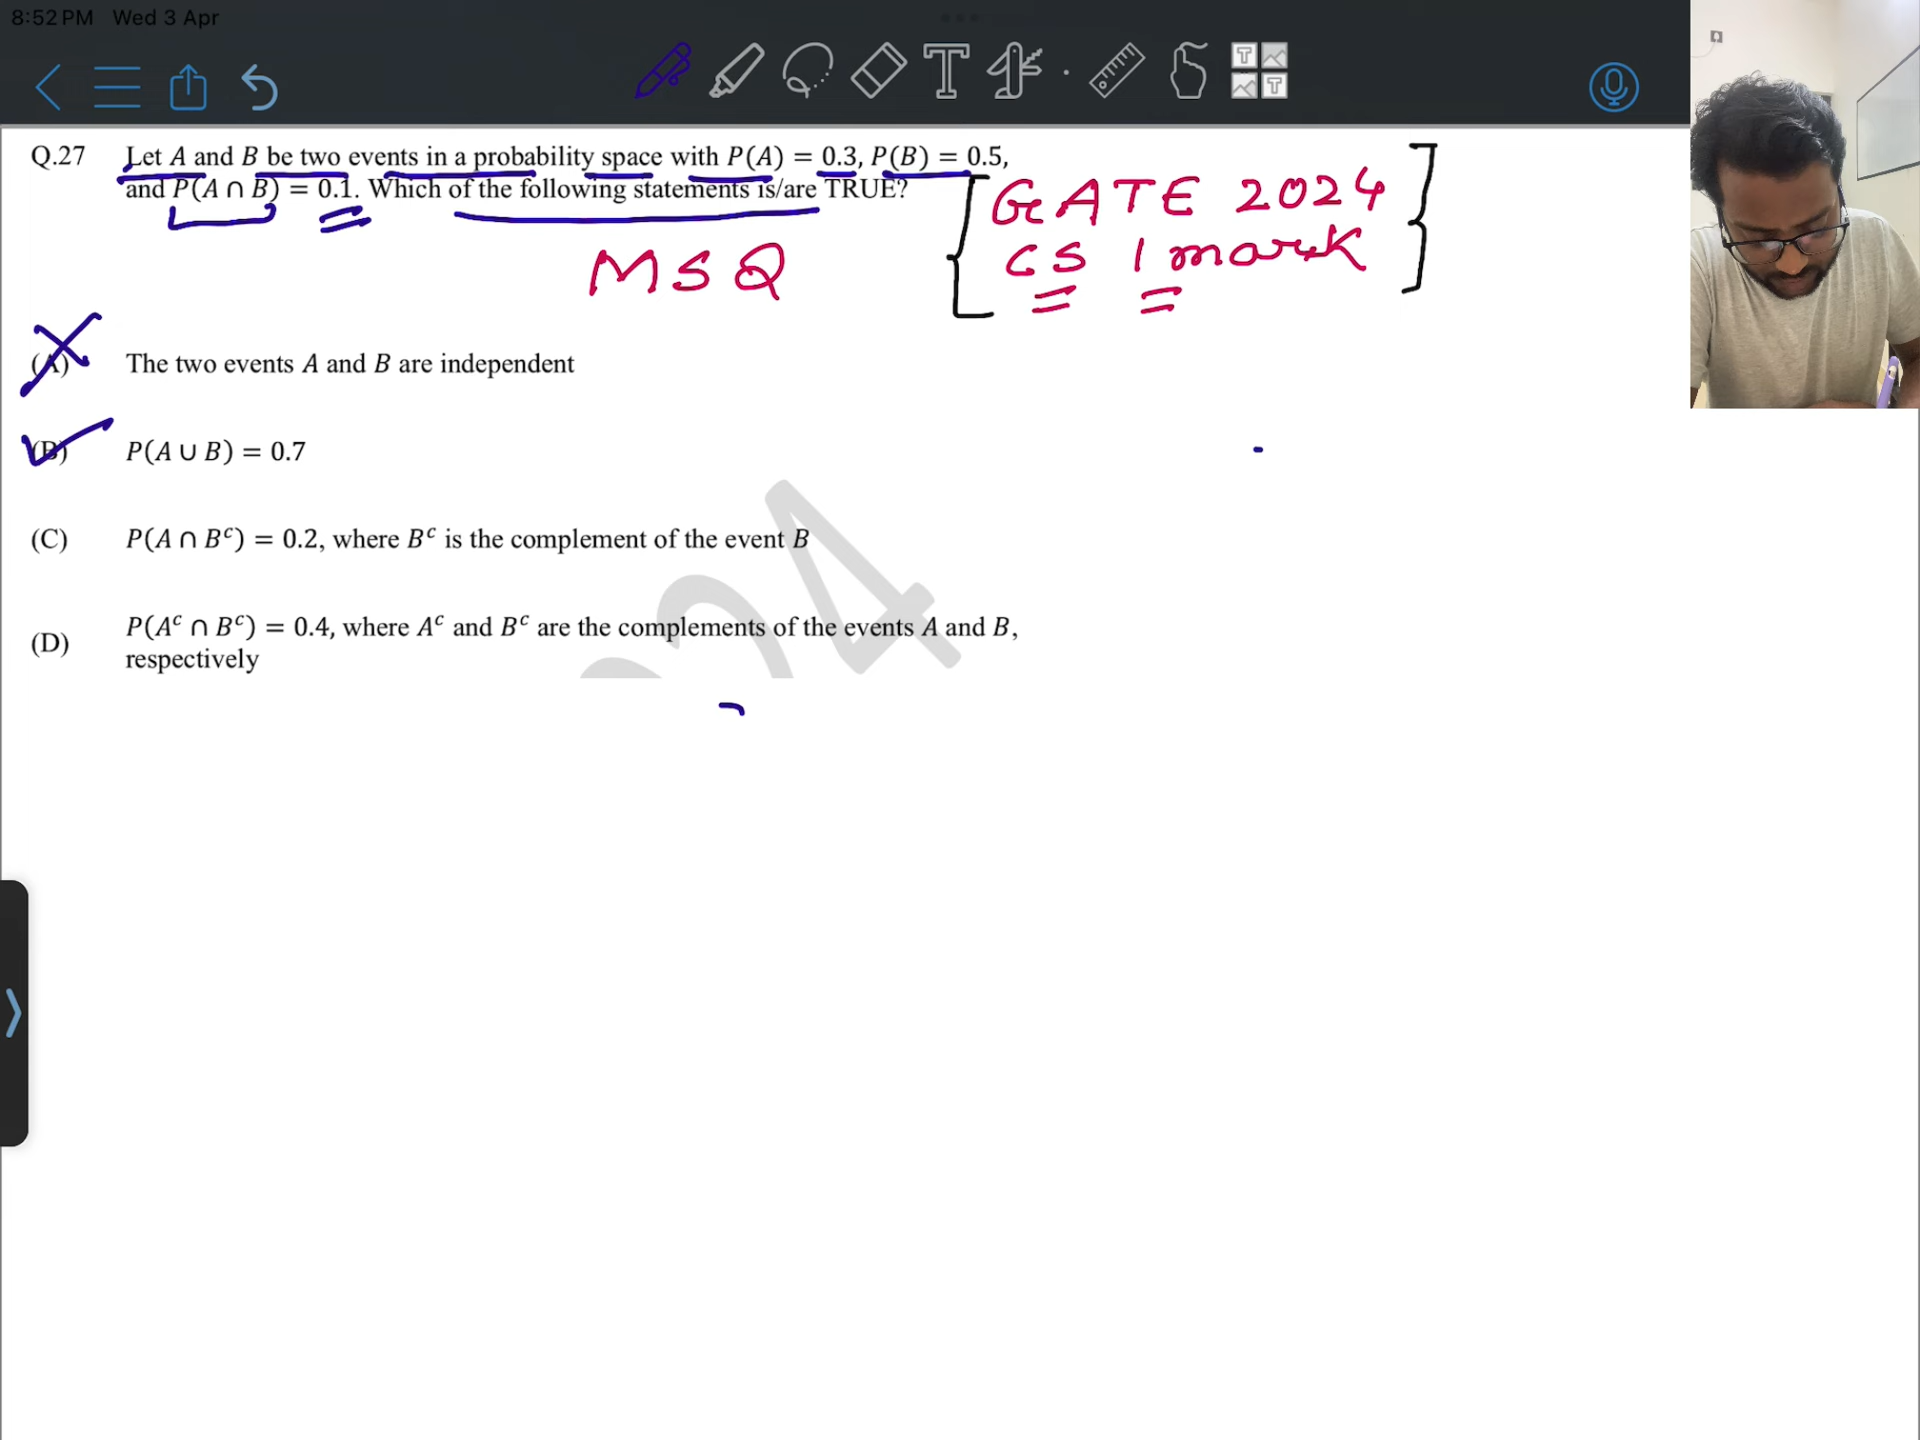 8:52 PM Wed 3 Apr
Q.27 Let A and B be two events in a probability space with P(A) = 0.3, P(B) = 0.5,
and P(A ∩ B) = 0.1. Which of the following statements is/are TRUE?
GATE 2024
CS 1 mark
MSQ
(A) The two events A and B are independent
(B) P(A ∪ B) = 0.7
(C) P(A ∩ Bᶜ) = 0.2, where Bᶜ is the complement of the event B
(D) P(Aᶜ ∩ Bᶜ) = 0.4, where Aᶜ and Bᶜ are the complements of the events A and B,
respectively